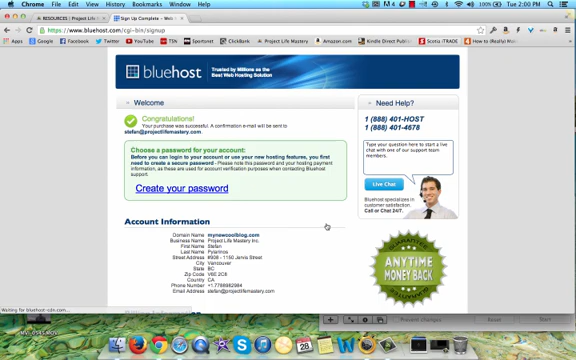 Chrome File Edit View History Bookmarks Window Help
100% Tue 2:00 PM
RESOURCES | Project Life M
Sign Up Complete - Web
https://www.bluehost.com/cgi-bin/signup
Apps Google Facebook Twitter YouTube TSN Sportsnet ClickBank Project Life Mastery Amazon.com Kindle Direct Publish Scotia iTRADE How to (Really) Mo
bluehost
Trusted by Millions as the
Best Web Hosting Solution
Welcome
Congratulations!
Your purchase was successful. A confirmation e-mail will be sent to
stefan@projectlifemastery.com.
Choose a password for your account:
Before you can login to your account or use your new hosting features, you first
need to create a secure password - Please note this password and your hosting payment
information, as these are used for account verification purposes when contacting Bluehost
support.
Create your password
Account Information
Domain Name mynewcoolblog.com
Business Name Project Life Mastery Inc.
First Name Stefan
Last Name Pylarinos
Street Address #908 - 1150 Jervis Street
City Vancouver
State BC
Zip Code V6E 2C8
Country CA
Phone Number +1.7788952964
Email Address stefan@projectlifemastery.com
Need Help?
1 (888) 401-HOST
1 (888) 401-4678
Type your question here to start a live
chat with one of our support team
members.
Live Chat
Bluehost specializes in
customer satisfaction.
Call or Chat 24/7.
GUARANTEE
ANYTIME
MONEY BACK
GUARANTEE
Waiting for bluehost-cdn.com...
Prevent changes
Reset
Start
28